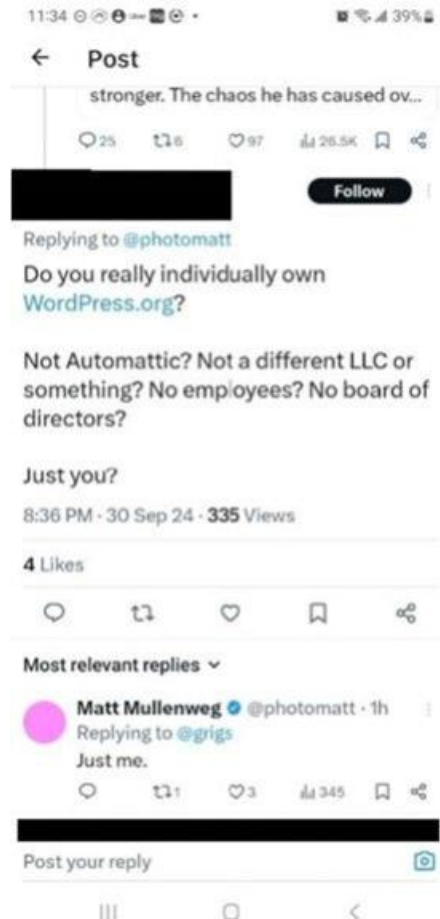 11:34
39%
Post
stronger. The chaos he has caused ov...
25 6 97 26.5K
Follow
Replying to @photomatt
Do you really individually own
WordPress.org?
Not Automattic? Not a different LLC or
something? No employees? No board of
directors?
Just you?
8:36 PM · 30 Sep 24 · 335 Views
4 Likes
Most relevant replies
Matt Mullenweg @photomatt · 1h
Replying to @grigs
Just me.
1 3 345
Post your reply